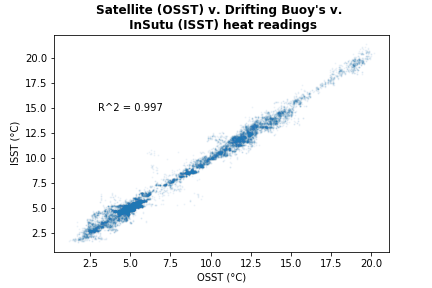 Satellite (OSST) v. Drifting Buoy's v.
InSutu (ISST) heat readings
20.0
17.5
15.0
12.5
10.0
7.5
5.0
2.5
ISST (°C)
R^2 = 0.997
2.5 5.0 7.5 10.0 12.5 15.0 17.5 20.0
OSST (°C)